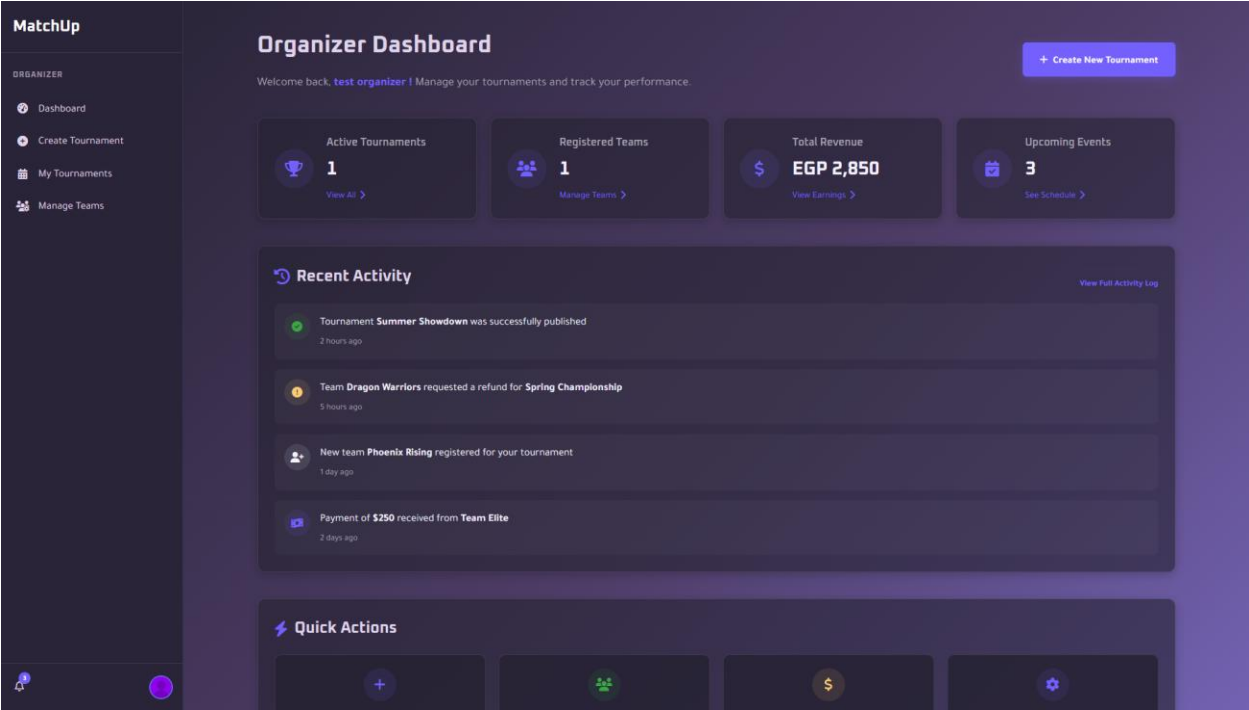 MatchUp
ORGANIZER
Dashboard
Create Tournament
My Tournaments
Manage Teams
3
Organizer Dashboard
Welcome back, test organizer ! Manage your tournaments and track your performance.
+ Create New Tournament
Active Tournaments
1
View All
Registered Teams
1
Manage Teams
Total Revenue
EGP 2,850
View Earnings
Upcoming Events
3
See Schedule
Recent Activity
View Full Activity Log
Tournament Summer Showdown was successfully published
2 hours ago
Team Dragon Warriors requested a refund for Spring Championship
5 hours ago
New team Phoenix Rising registered for your tournament
1 day ago
Payment of $250 received from Team Elite
2 days ago
Quick Actions